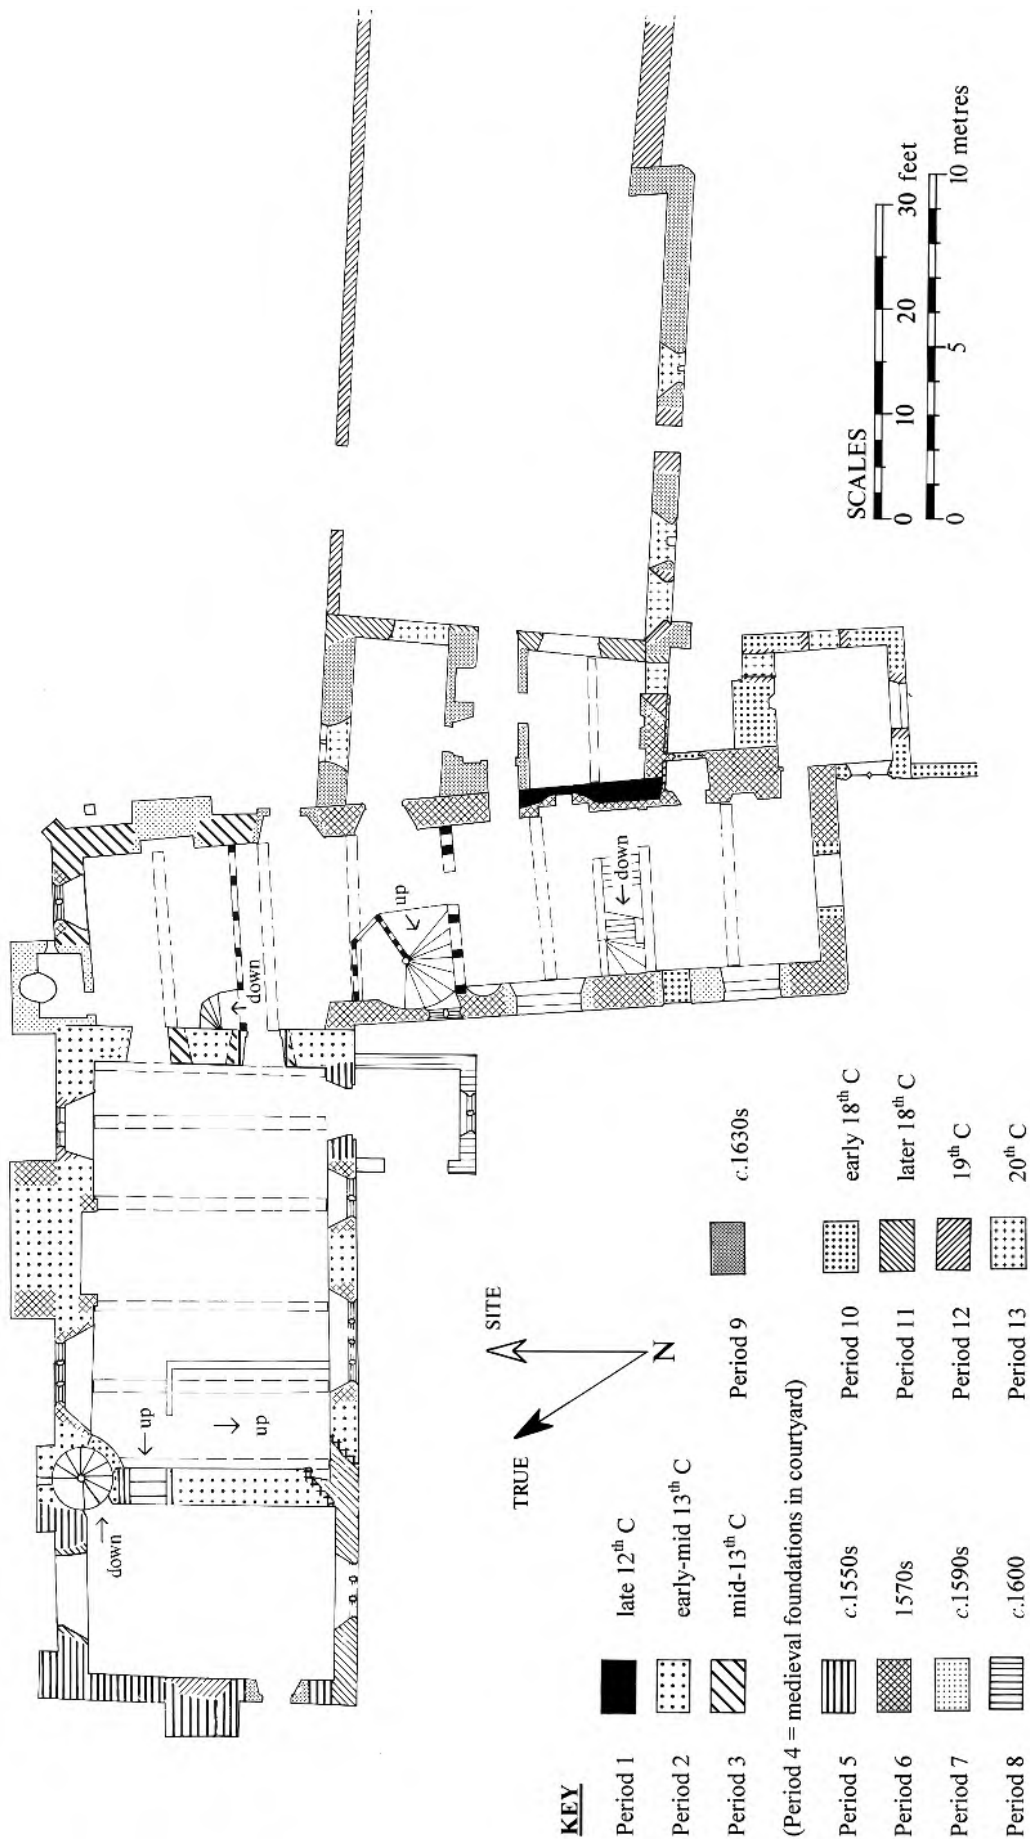 down
up
up
down
up
down
SITE
TRUE
N
SCALES
0 10 20 30 feet
0 5 10 metres
KEY
Period 1 late 12th C
Period 2 early-mid 13th C
Period 3 mid-13th C
(Period 4 = medieval foundations in courtyard)
Period 5 c.1550s
Period 6 1570s
Period 7 c.1590s
Period 8 c.1600
Period 9 c.1630s
Period 10 early 18th C
Period 11 later 18th C
Period 12 19th C
Period 13 20th C